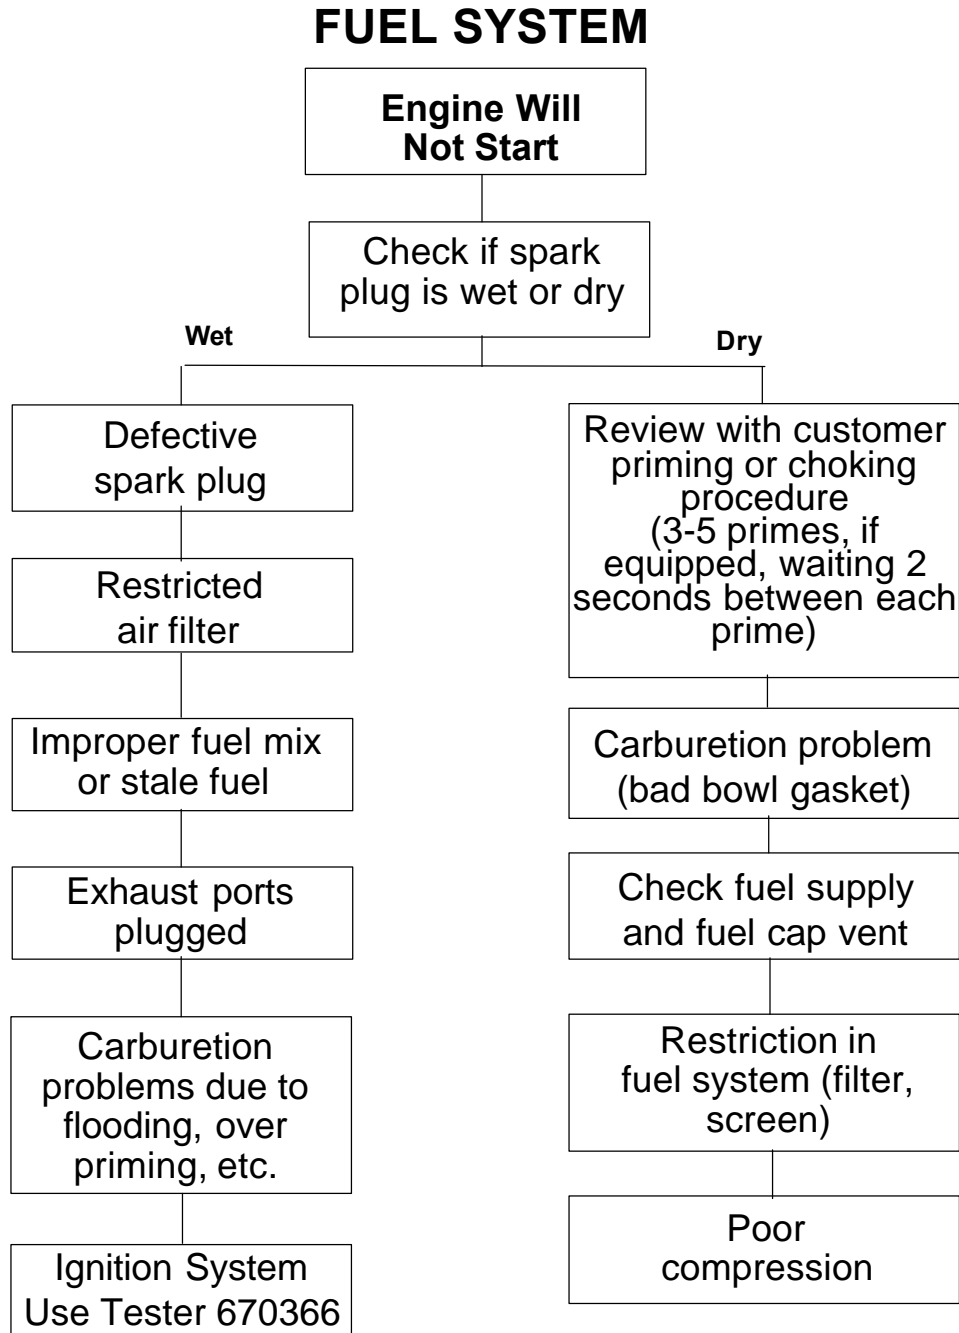 FUEL SYSTEM
Engine Will
Not Start
Check if spark
plug is wet or dry
Wet
Dry
Defective
spark plug
Restricted
air filter
Improper fuel mix
or stale fuel
Exhaust ports
plugged
Carburetion
problems due to
flooding, over
priming, etc.
Ignition System
Use Tester 670366
Review with customer
priming or choking
procedure
(3-5 primes, if
equipped, waiting 2
seconds between each
prime)
Carburetion problem
(bad bowl gasket)
Check fuel supply
and fuel cap vent
Restriction in
fuel system (filter,
screen)
Poor
compression